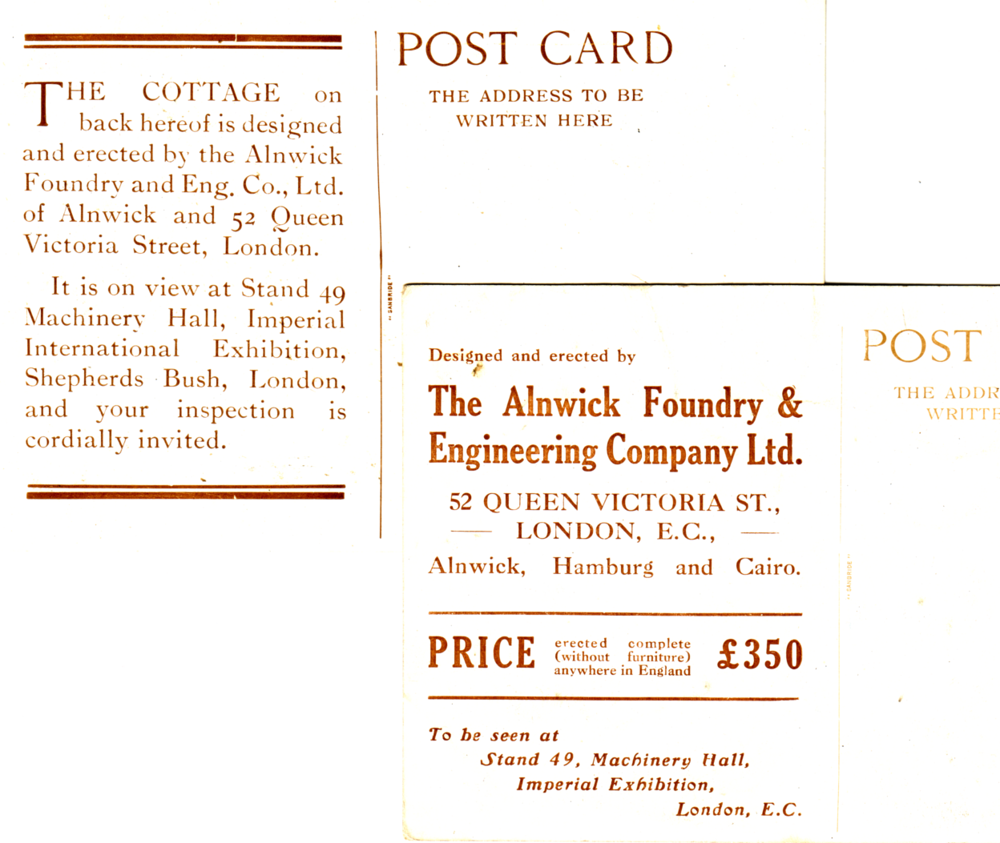 THE COTTAGE on
back hereof is designed
and erected by the Alnwick
Foundry and Eng. Co., Ltd.
of Alnwick and 52 Queen
Victoria Street, London.
It is on view at Stand 49
Machinery Hall, Imperial
International Exhibition,
Shepherds Bush, London,
and your inspection is
cordially invited.
POST CARD
THE ADDRESS TO BE
WRITTEN HERE
"SANBRIDE"
Designed and erected by
The Alnwick Foundry &
Engineering Company Ltd.
52 QUEEN VICTORIA ST.,
LONDON, E.C.,
Alnwick, Hamburg and Cairo.
PRICE erected complete
(without furniture)
anywhere in England £350
To be seen at
Stand 49, Machinery Hall,
Imperial Exhibition,
London, E.C.
POST
THE ADDR
WRITTE
"SANBRIDE"